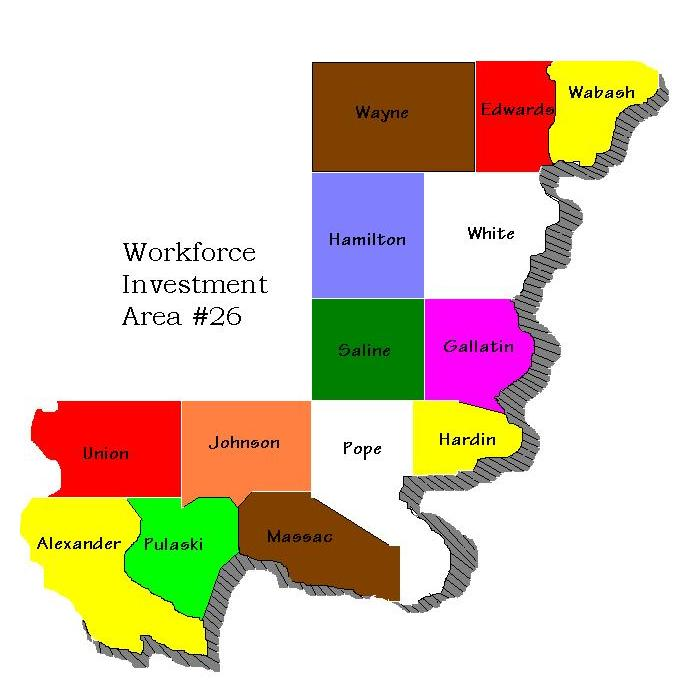 Wayne
Edwards
Wabash
Hamilton
White
Workforce
Investment
Area #26
Saline
Gallatin
Union
Johnson
Pope
Hardin
Alexander
Pulaski
Massac